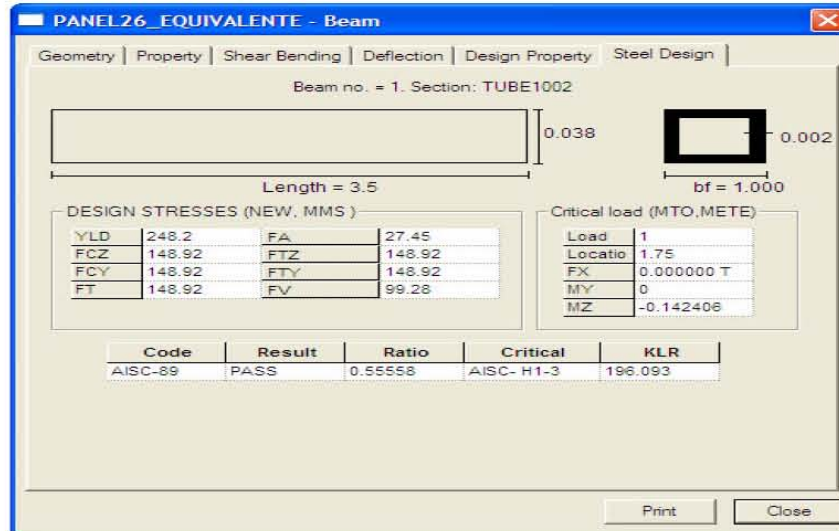 PANEL26_EQUIVALENTE - Beam
Geometry Property Shear Bending Deflection Design Property Steel Design
Beam no. = 1. Section: TUBE1002
0.038
0.002
Length = 3.5
bf = 1.000
DESIGN STRESSES (NEW, MMS )
YLD 248.2 FA 27.45
FCZ 148.92 FTZ 148.92
FCY 148.92 FTY 148.92
FT 148.92 FV 99.28
Critical load (MTO,METE)
Load 1
Locatio 1.75
FX 0.000000 T
MY 0
MZ -0.142406
Code Result Ratio Critical KLR
AISC-89 PASS 0.55558 AISC- H1-3 196.093
Print Close